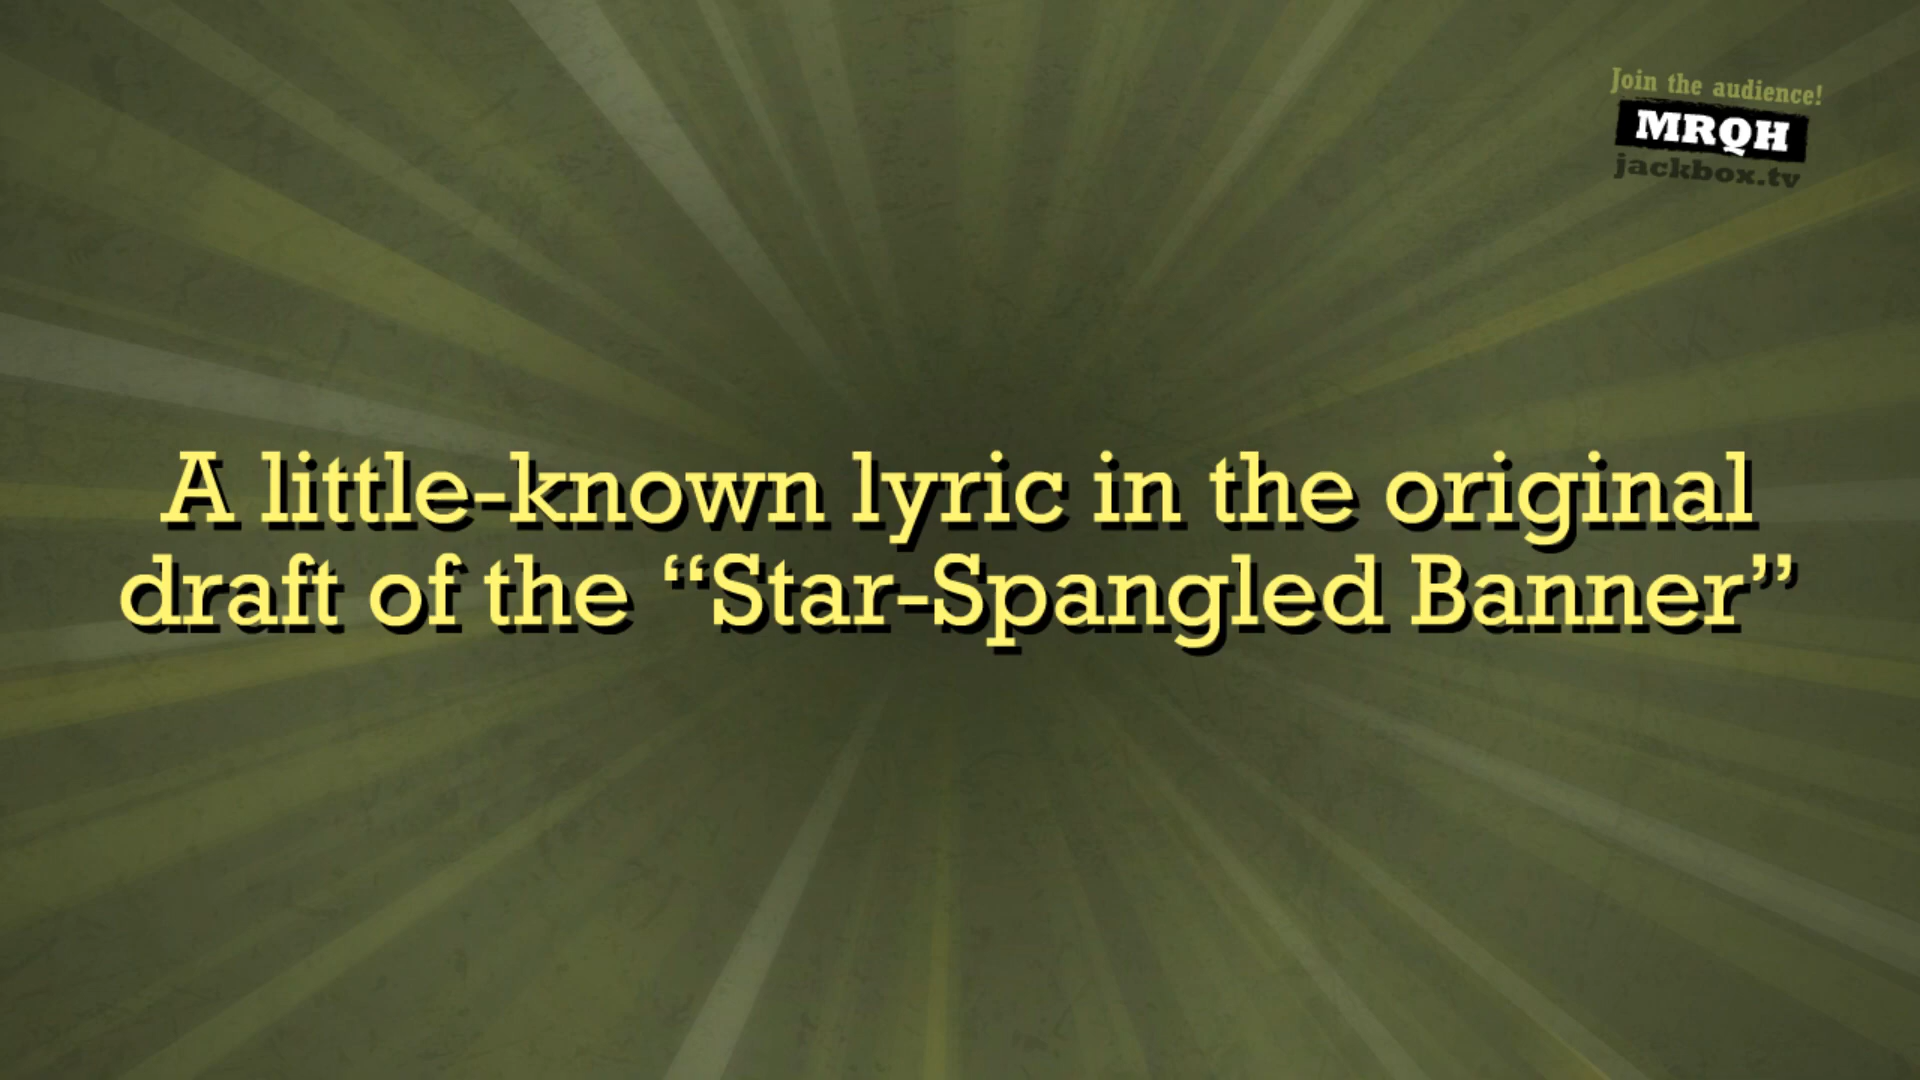 Join the audience!
MRQH
jackbox.tv
A little-known lyric in the original
draft of the “Star-Spangled Banner”